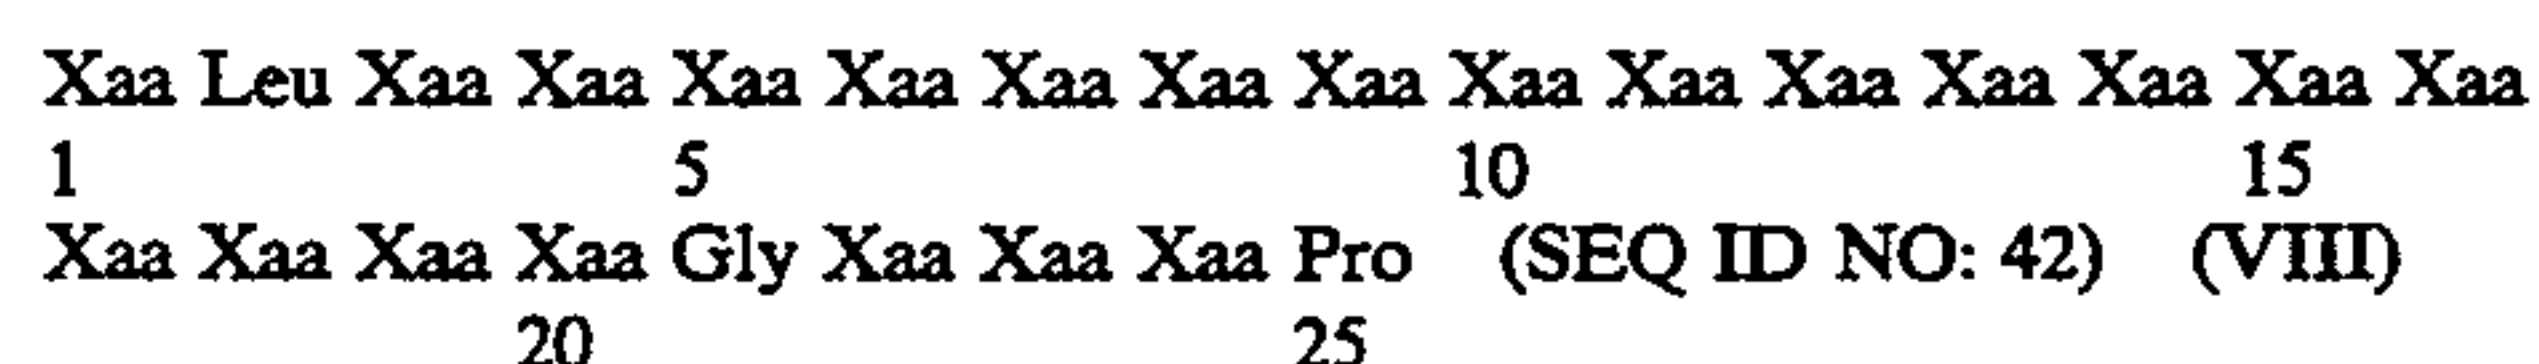 Xaa Leu Xaa Xaa Xaa Xaa Xaa Xaa Xaa Xaa Xaa Xaa Xaa Xaa Xaa Xaa
1 5 10 15
Xaa Xaa Xaa Xaa Gly Xaa Xaa Xaa Pro (SEQ ID NO: 42) (VIII)
20 25